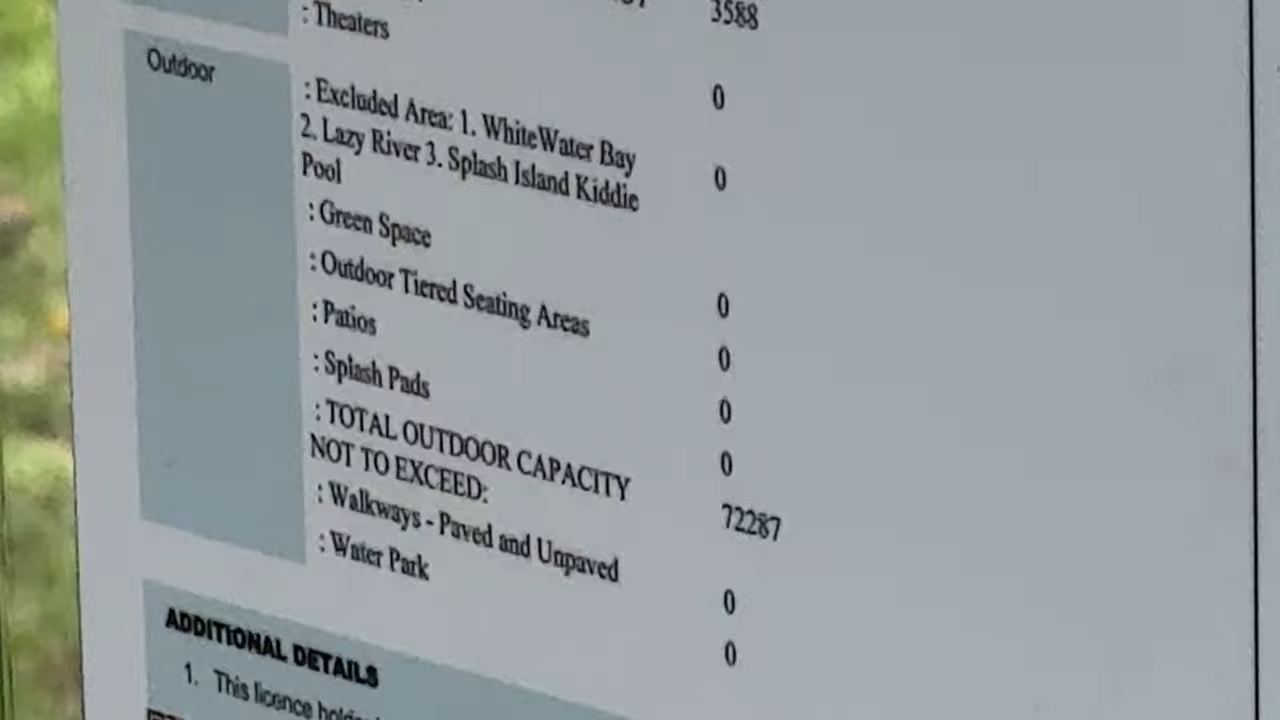 3588
: Theaters
Outdoor
0
: Excluded Area: 1. WhiteWater Bay
2. Lazy River 3. Splash Island Kiddie
Pool
0
: Green Space
0
: Outdoor Tiered Seating Areas
0
: Patios
0
: Splash Pads
0
: TOTAL OUTDOOR CAPACITY
NOT TO EXCEED:
72287
: Walkways - Paved and Unpaved
0
: Water Park
0
ADDITIONAL DETAILS
1. This licence